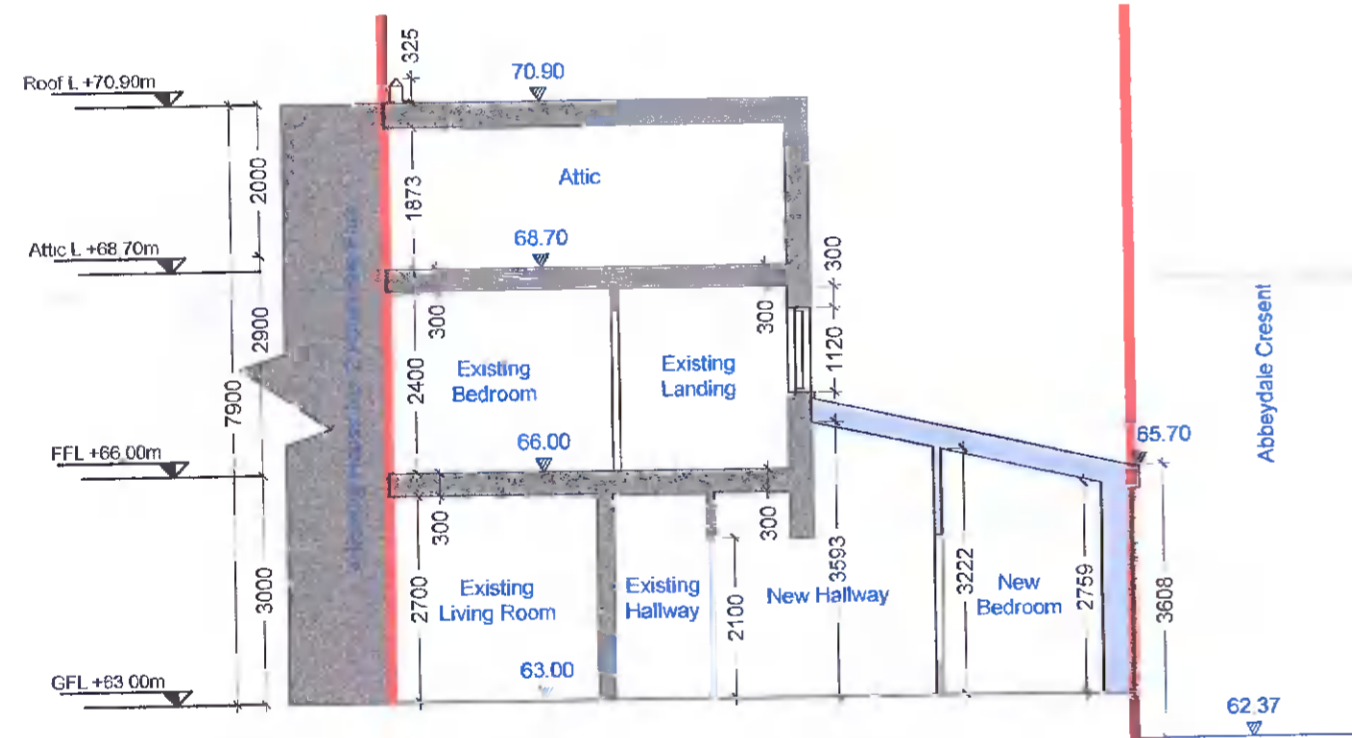 325
Roof L +70.90m
70.90
2000
1873
Attic
Attic L +68.70m
68.70
300
2900
300
300
1120
7900
2400
Existing
Bedroom
Existing
Landing
Abbeydale Cresent
FFL +66.00m
66.00
65.70
300
300
3000
2700
Existing
Living Room
Existing
Hallway
2100
New Hallway
3593
3222
New
Bedroom
2759
3608
GFL +63.00m
63.00
62.37